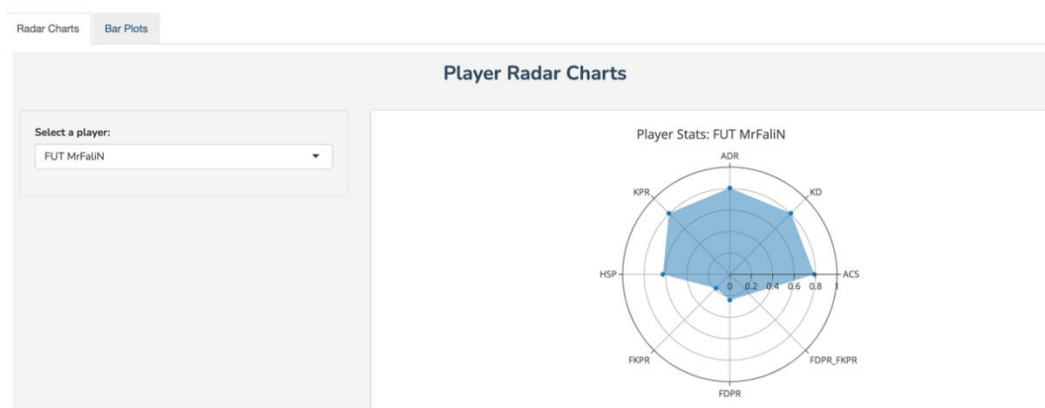 Radar Charts
Bar Plots
Player Radar Charts
Select a player:
FUT MrFaliN
Player Stats: FUT MrFaliN
ADR
KPR
KD
HSP
ACS
0 0.2 0.4 0.6 0.8 1
FKPR
FDPR_FKPR
FDPR